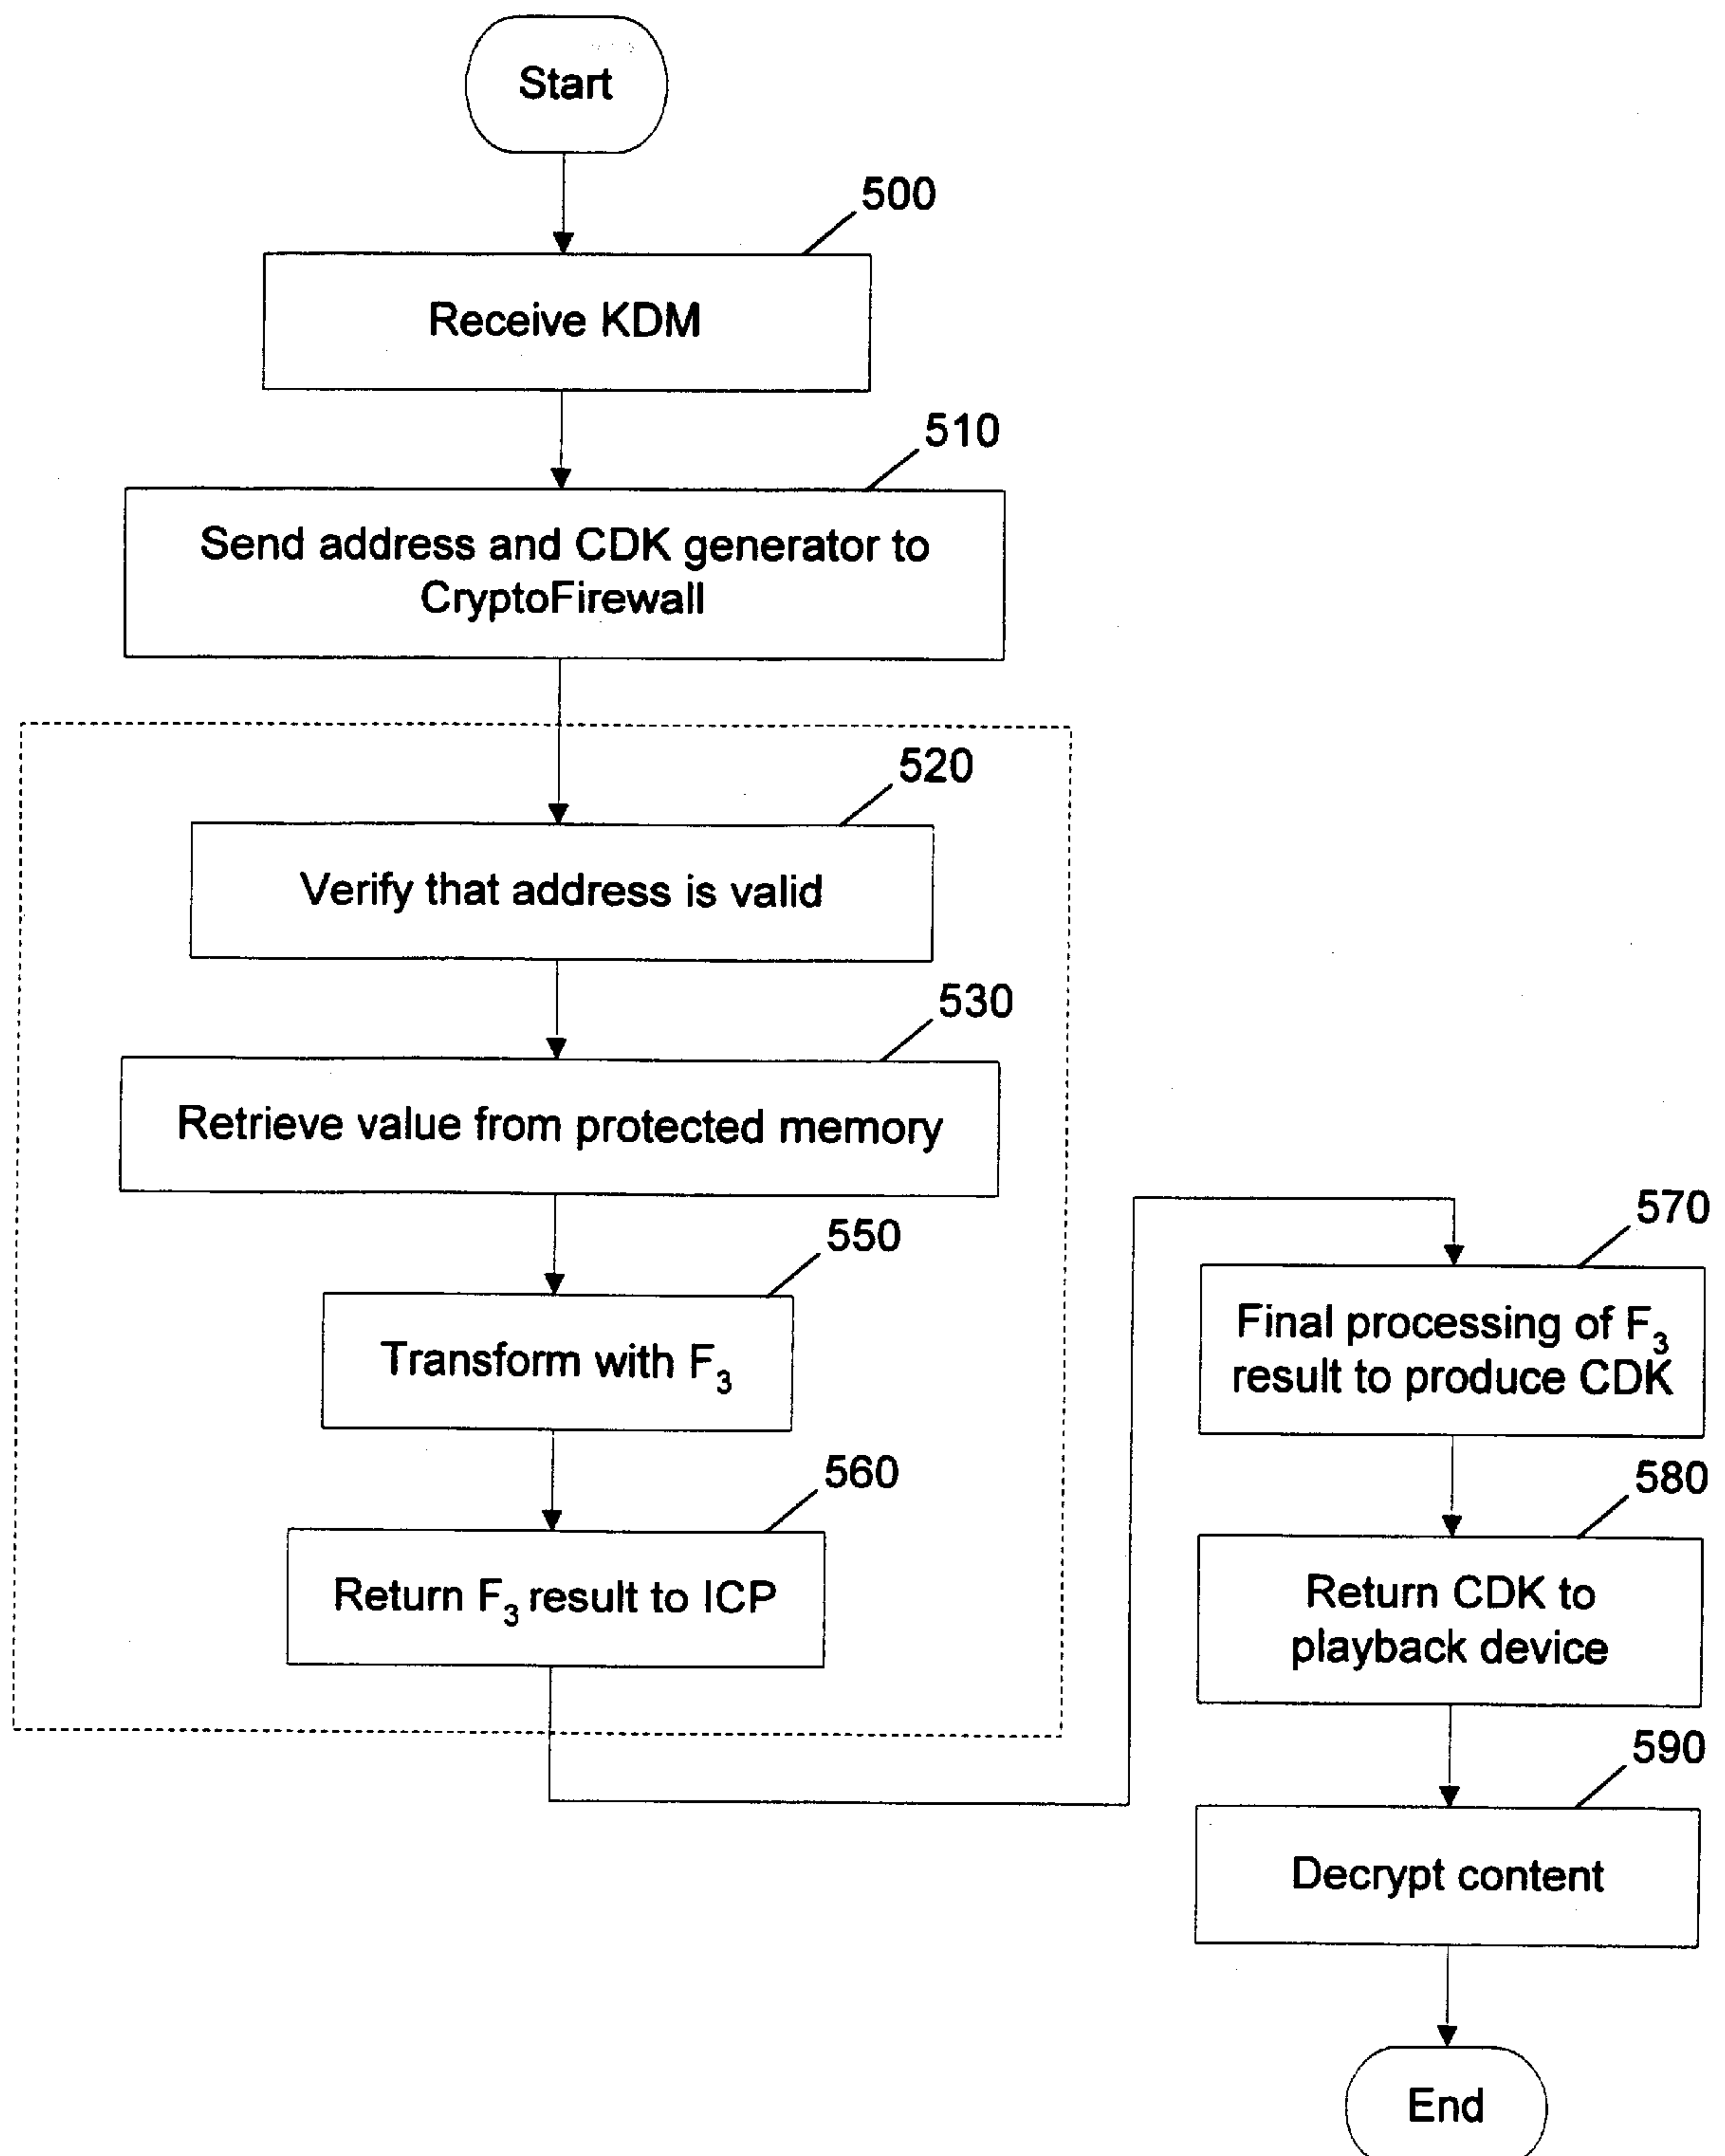 Start
500
Receive KDM
510
Send address and CDK generator to
CryptoFirewall
520
Verify that address is valid
530
Retrieve value from protected memory
550
Transform with F3
560
Return F3 result to ICP
570
Final processing of F3
result to produce CDK
580
Return CDK to
playback device
590
Decrypt content
End